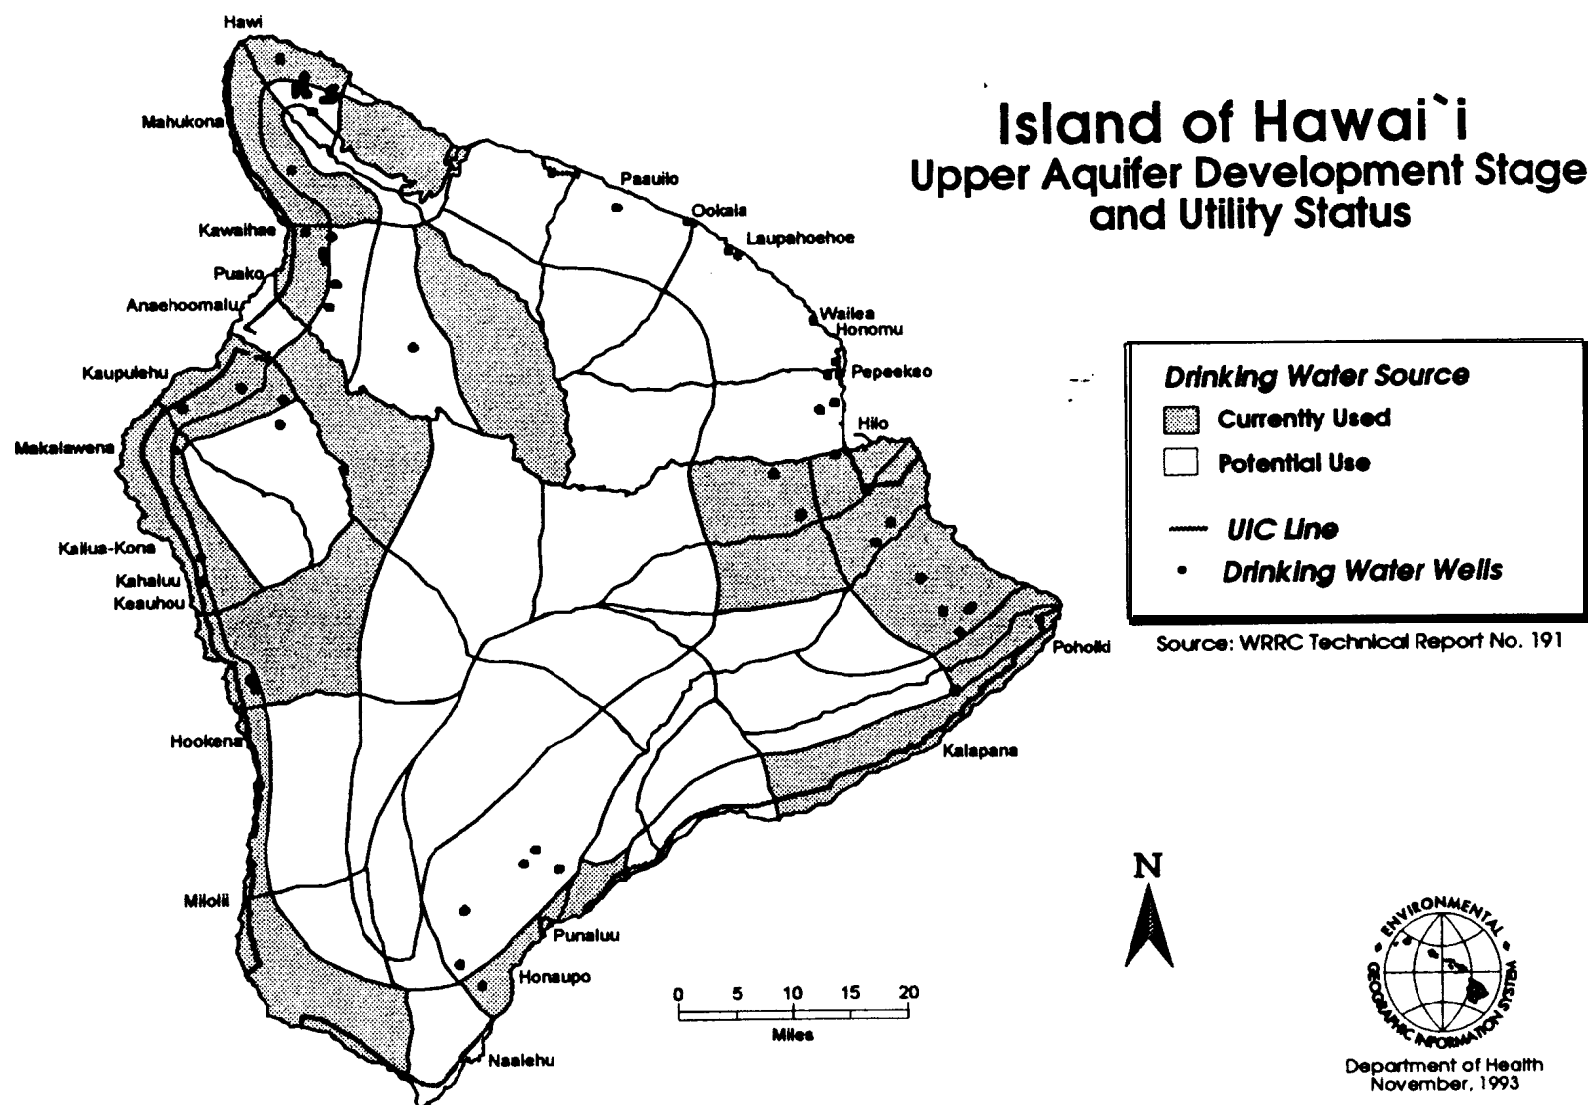 Hawi
Island of Hawai`i
Upper Aquifer Development Stage
and Utility Status
Mahukona
Paauilo
Ookala
Laupahoehoe
Kawaihae
Puako
Anaehoomalu
Wailea
Honomu
Kaupulehu
Pepeekeo
Hilo
Makalawena
Drinking Water Source
Currently Used
Potential Use
UIC Line
Drinking Water Wells
Kailua-Kona
Kahaluu
Keauhou
Pohoiki
Source: WRRC Technical Report No. 191
Hookena
Kalapana
Milolii
Punaluu
Honaupo
Naalehu
N
0 5 10 15 20
Miles
ENVIRONMENTAL
GEOGRAPHIC INFORMATION SYSTEM
Department of Health
November, 1993